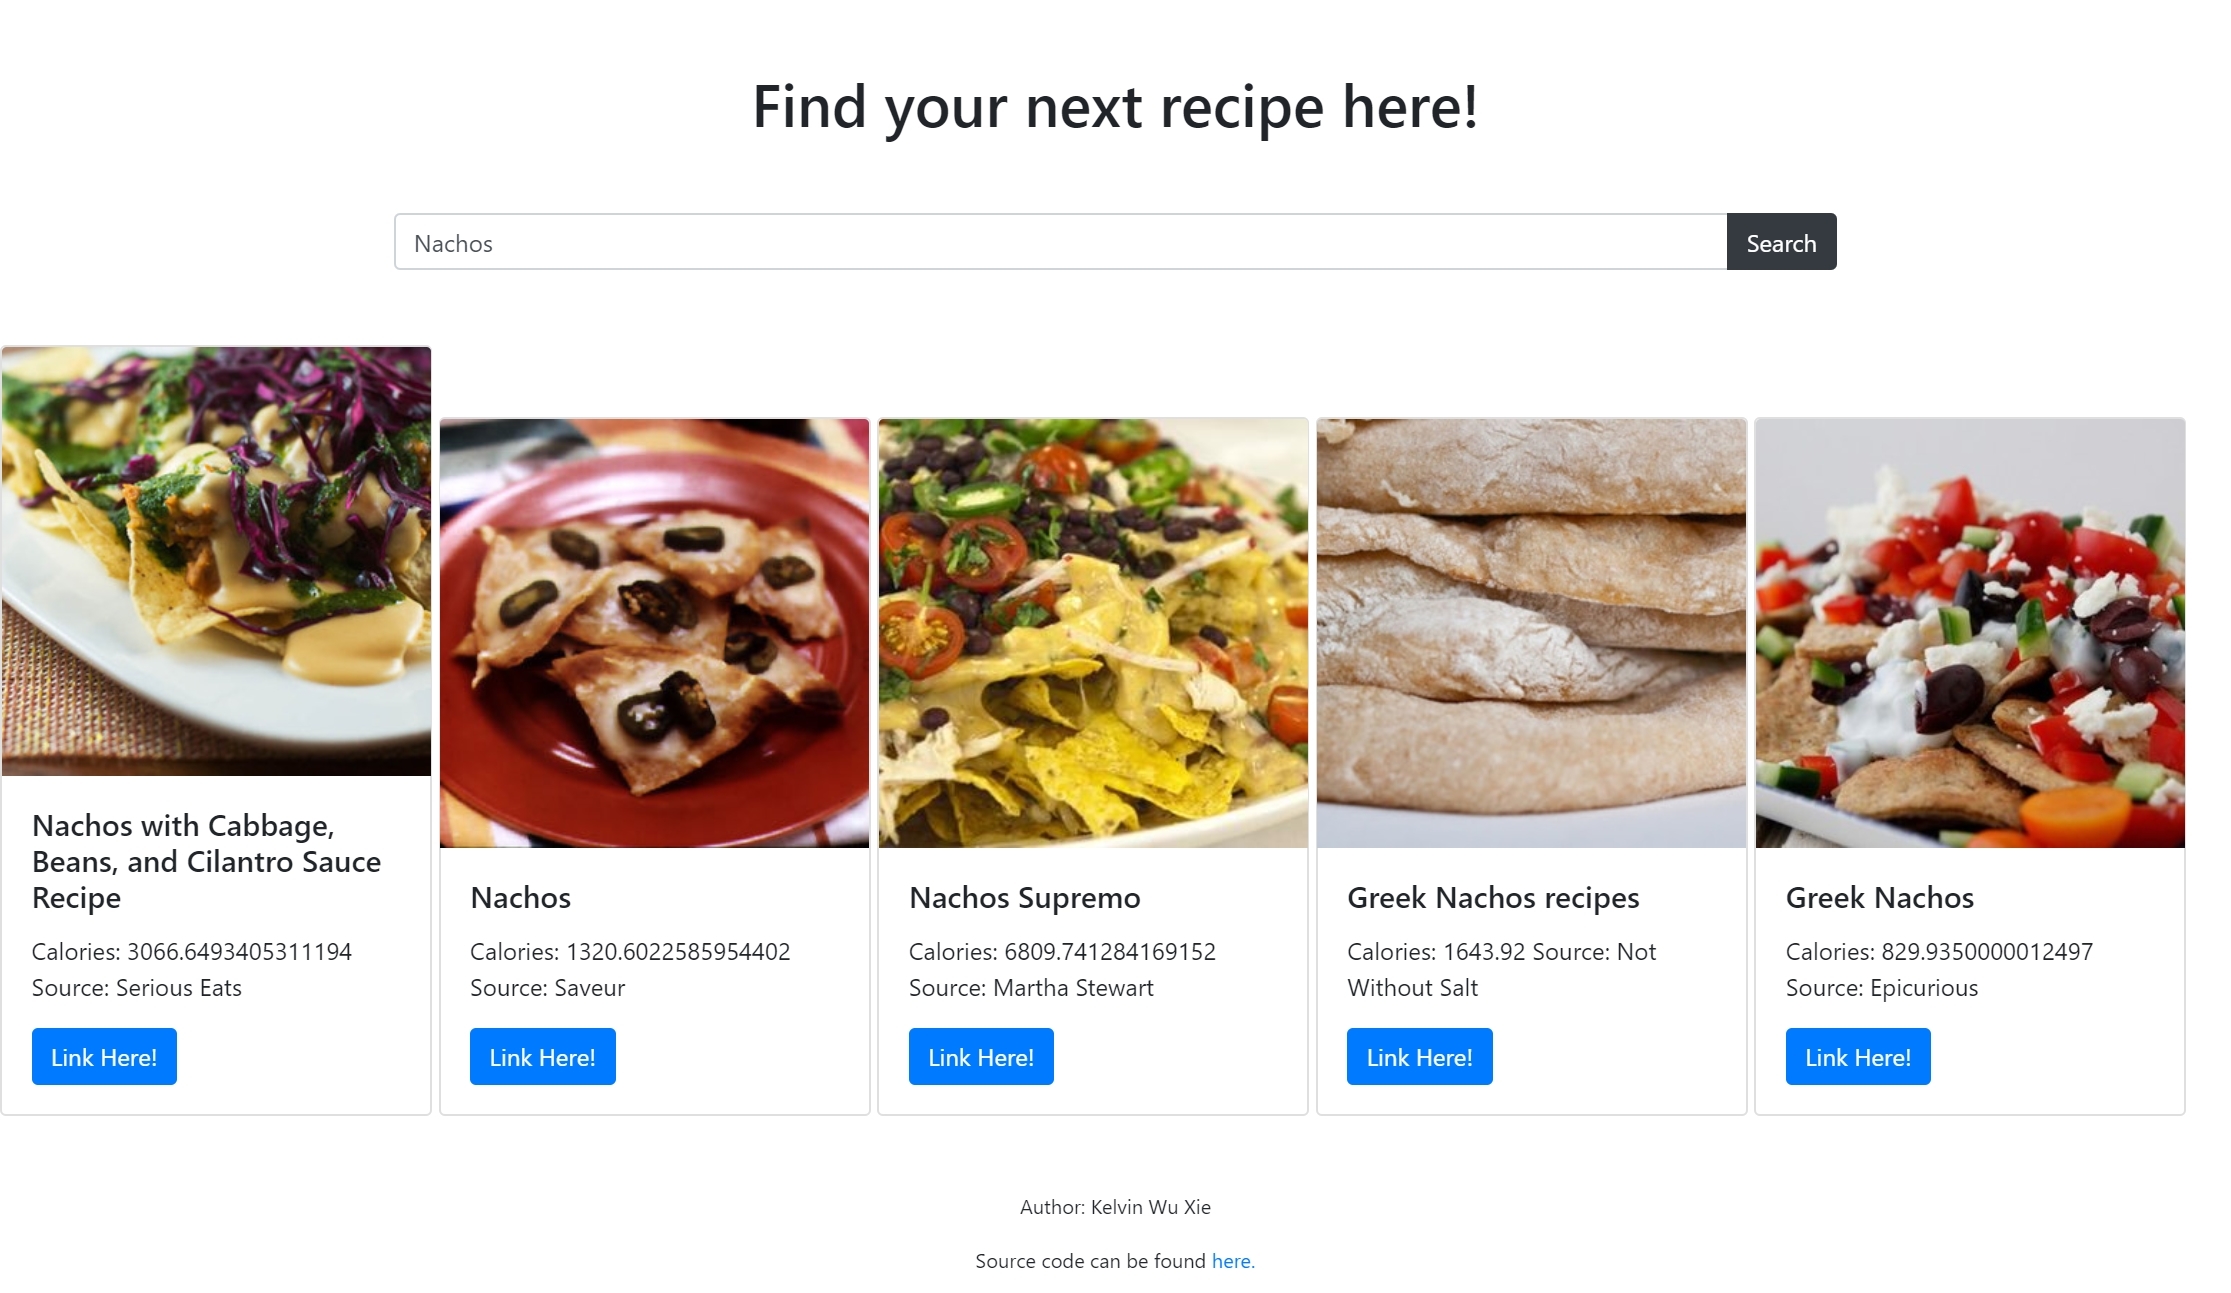 Find your next recipe here!
Nachos
Search
Nachos with Cabbage,
Beans, and Cilantro Sauce
Recipe
Calories: 3066.6493405311194
Source: Serious Eats
Link Here!
Nachos
Calories: 1320.6022585954402
Source: Saveur
Link Here!
Nachos Supremo
Calories: 6809.741284169152
Source: Martha Stewart
Link Here!
Greek Nachos recipes
Calories: 1643.92 Source: Not
Without Salt
Link Here!
Greek Nachos
Calories: 829.9350000012497
Source: Epicurious
Link Here!
Author: Kelvin Wu Xie
Source code can be found here.